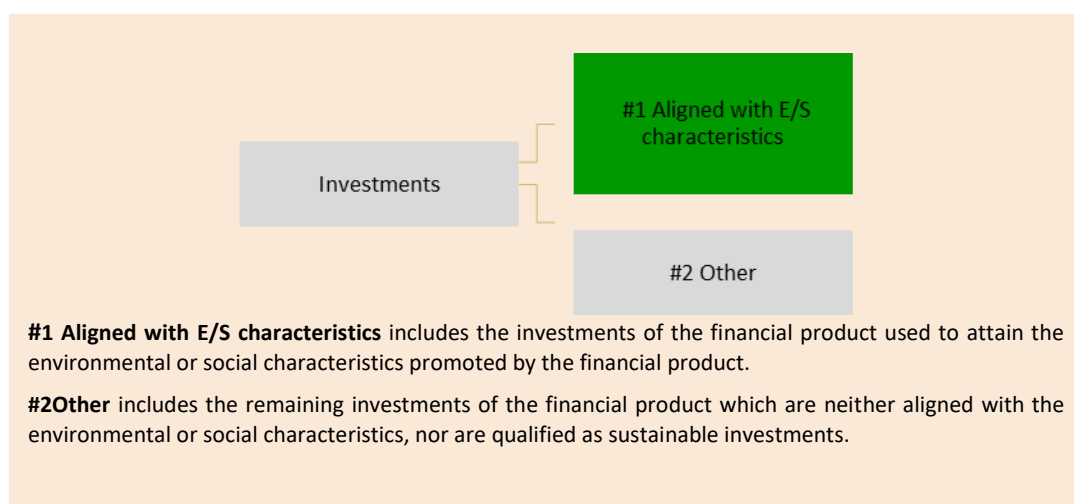 #1 Aligned with E/S
characteristics
Investments
#2 Other
#1 Aligned with E/S characteristics includes the investments of the financial product used to attain the
environmental or social characteristics promoted by the financial product.
#2Other includes the remaining investments of the financial product which are neither aligned with the
environmental or social characteristics, nor are qualified as sustainable investments.